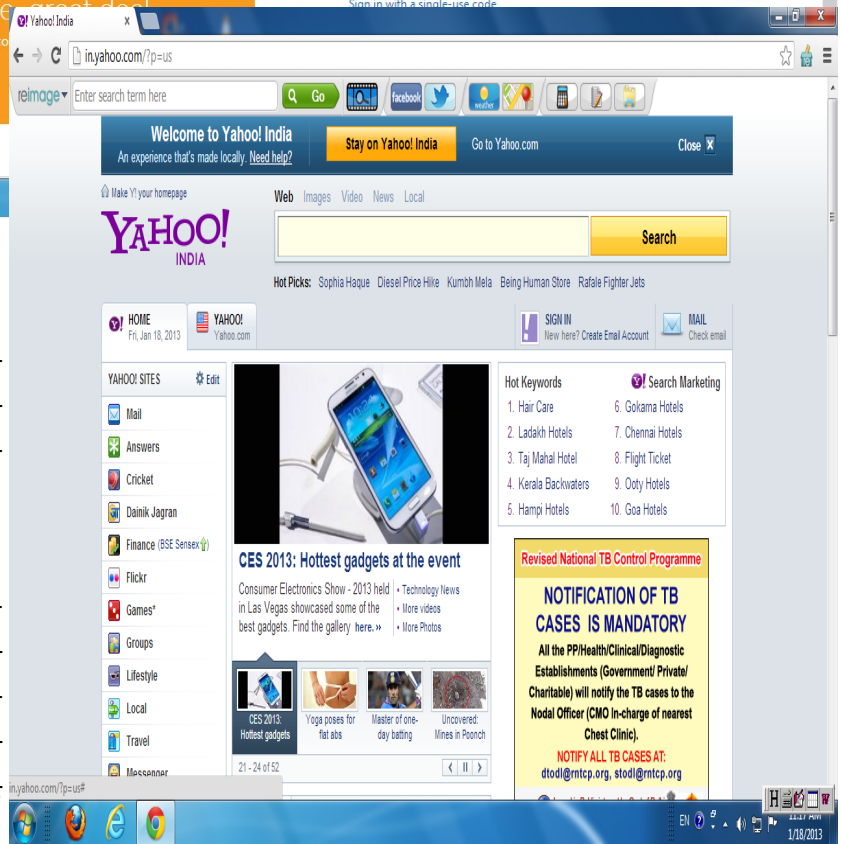 e, great deal
Sign in with a single-use code
to
Yahoo! India
in.yahoo.com/?p=us
reimage Enter search term here Go facebook weather
Welcome to Yahoo! India
An experience that's made locally. Need help?
Stay on Yahoo! India
Go to Yahoo.com
Close X
Make Y! your homepage
Web Images Video News Local
YAHOO!
INDIA
Search
Hot Picks: Sophia Haque Diesel Price Hike Kumbh Mela Being Human Store Rafale Fighter Jets
HOME
Fri, Jan 18, 2013
YAHOO!
Yahoo.com
SIGN IN
New here? Create Email Account
MAIL
Check email
YAHOO! SITES Edit
Mail
Answers
Cricket
Dainik Jagran
Finance (BSE Sensex)
Flickr
Games*
Groups
Lifestyle
Local
Travel
Messenger
CES 2013: Hottest gadgets at the event
Consumer Electronics Show - 2013 held
in Las Vegas showcased some of the
best gadgets. Find the gallery here. »
• Technology News
• More videos
• More Photos
CES 2013:
Hottest gadgets
Yoga poses for
flat abs
Master of one-
day batting
Uncovered:
Mines in Poonch
21 - 24 of 52
Hot Keywords
Y! Search Marketing
1. Hair Care
2. Ladakh Hotels
3. Taj Mahal Hotel
4. Kerala Backwaters
5. Hampi Hotels
6. Gokarna Hotels
7. Chennai Hotels
8. Flight Ticket
9. Ooty Hotels
10. Goa Hotels
Revised National TB Control Programme
NOTIFICATION OF TB
CASES IS MANDATORY
All the PP/Health/Clinical/Diagnostic
Establishments (Government/ Private/
Charitable) will notify the TB cases to the
Nodal Officer (CMO In-charge of nearest
Chest Clinic).
NOTIFY ALL TB CASES AT:
dtodl@rntcp.org, stodl@rntcp.org
in.yahoo.com/?p=us#
H
EN
11:17 AM
1/18/2013